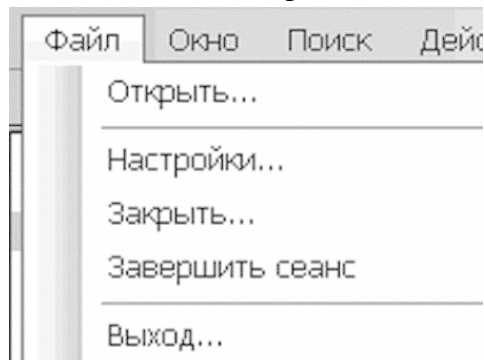 Файл Окно Поиск
Открыть...
Настройки...
Закрыть...
Завершить сеанс
Выход...